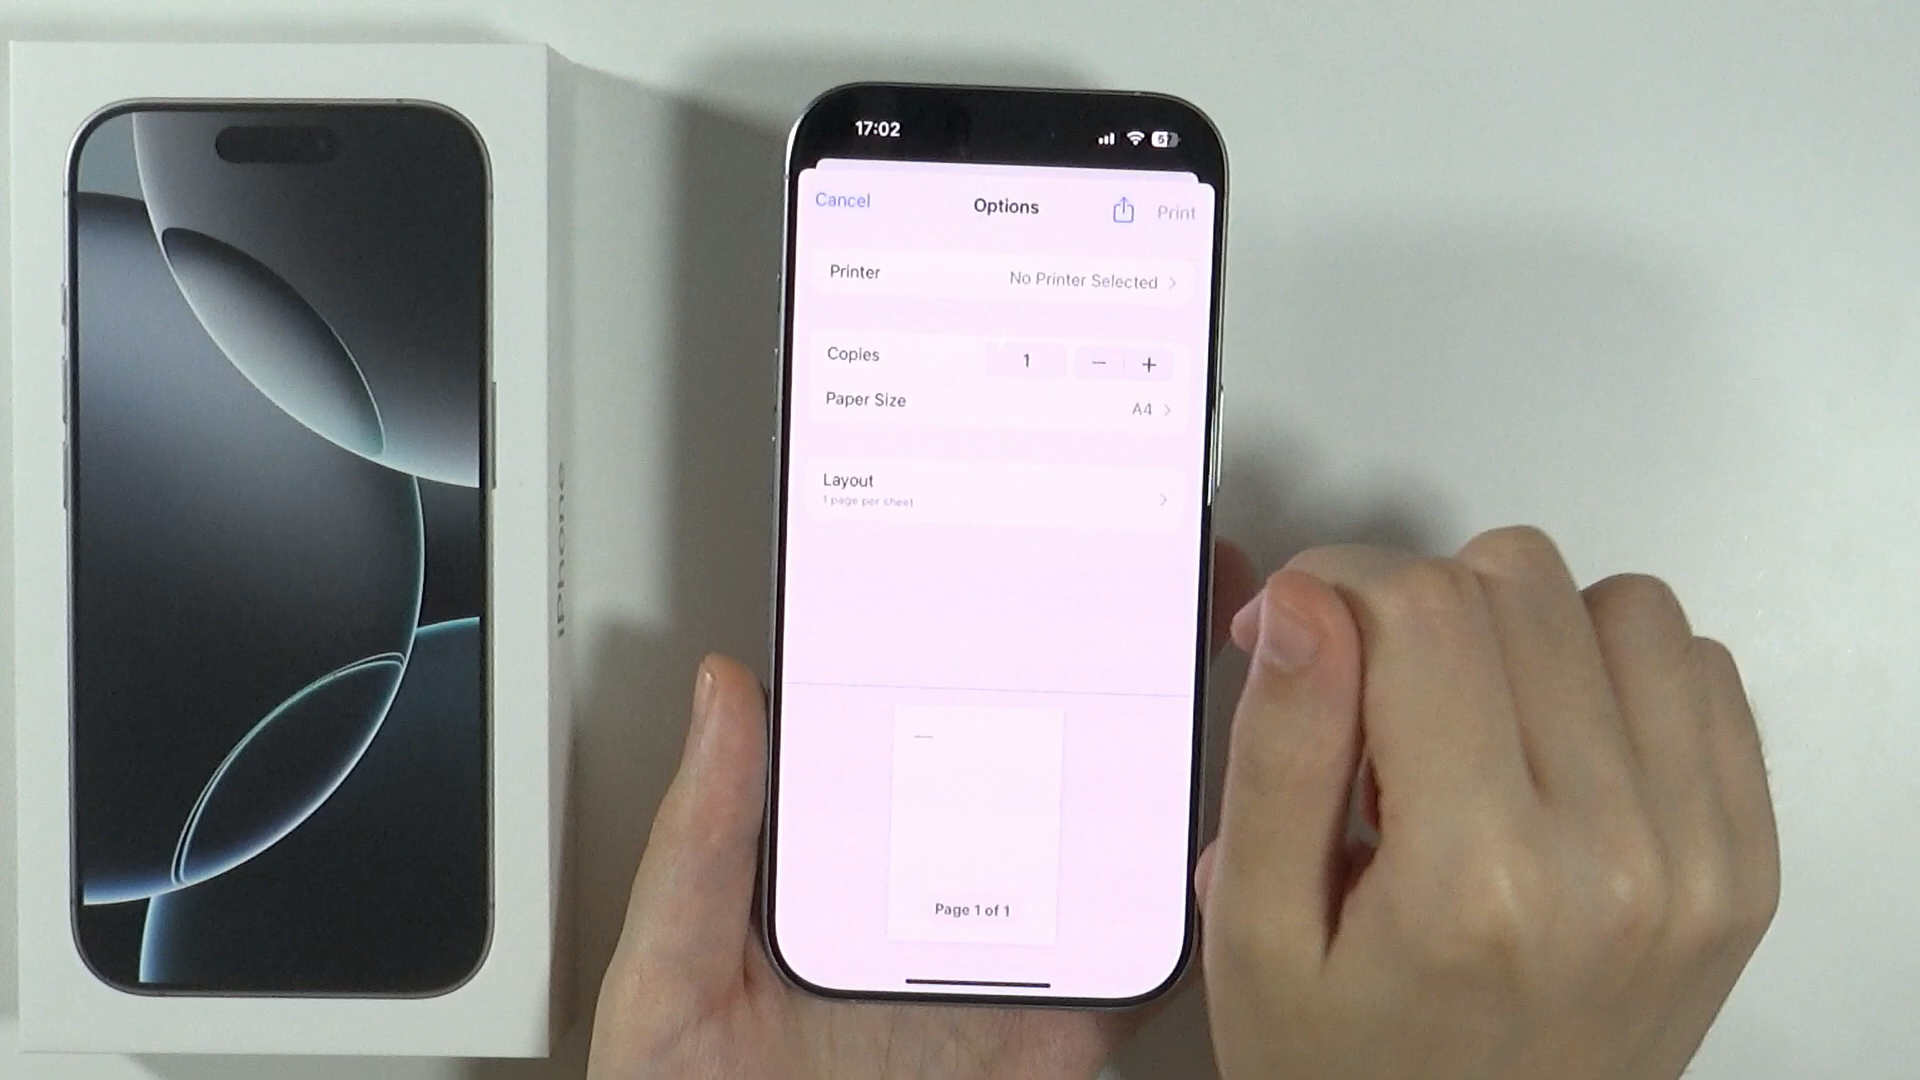 iPhone
17:02
67
Cancel
Options
Print
Printer
No Printer Selected
Copies
1
Paper Size
A4
Layout
1 page per sheet
Page 1 of 1